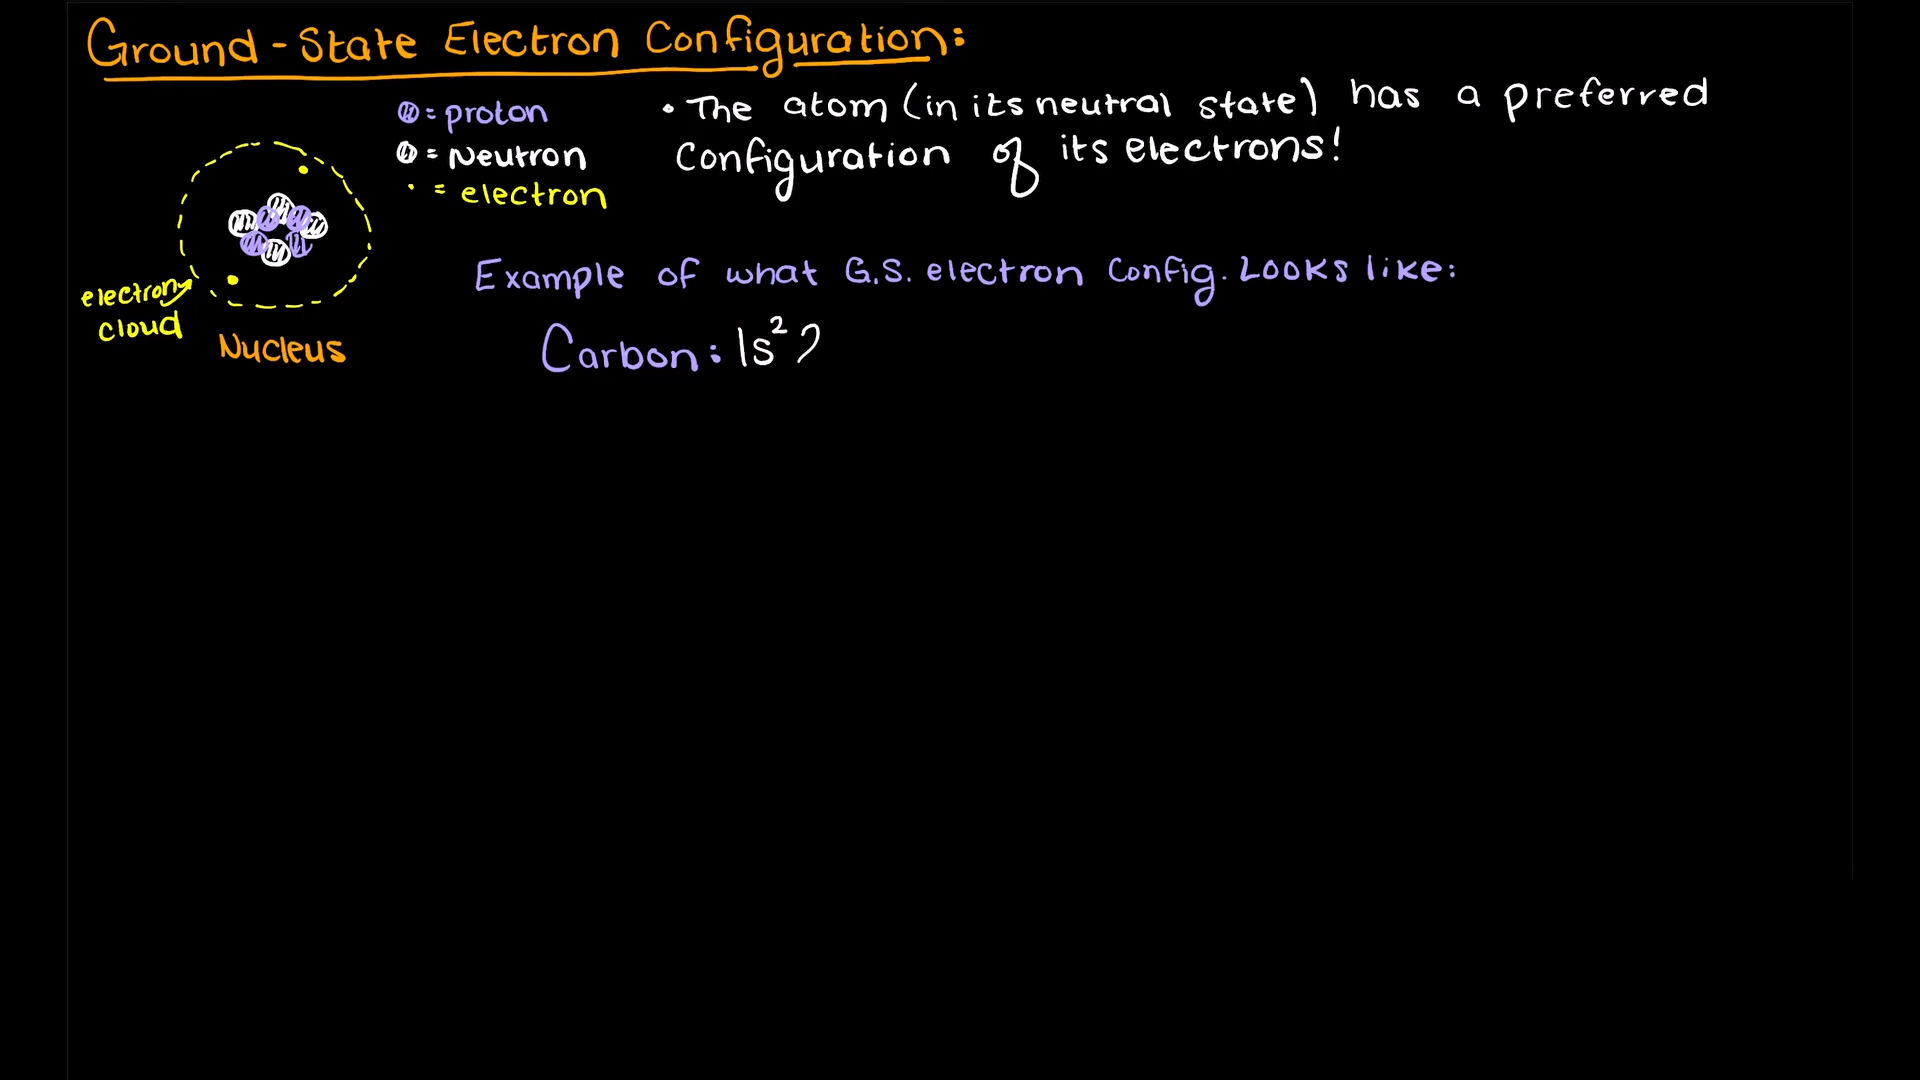 Ground-State Electron Configuration:
= proton
= Neutron
= electron
• The atom (in its neutral state) has a preferred
configuration of its electrons!
electron
cloud
Nucleus
Example of what G.S. electron config. Looks like:
Carbon: 1s²